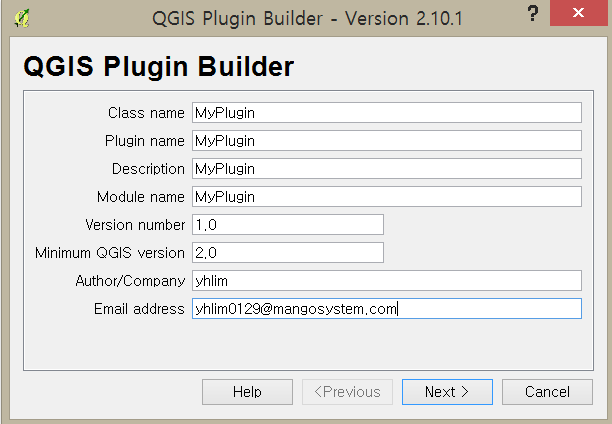 QGIS Plugin Builder - Version 2.10.1
? x
QGIS Plugin Builder
Class name MyPlugin
Plugin name MyPlugin
Description MyPlugin
Module name MyPlugin
Version number 1.0
Minimum QGIS version 2.0
Author/Company yhlim
Email address yhlim0129@mangosystem.com
Help <Previous Next > Cancel